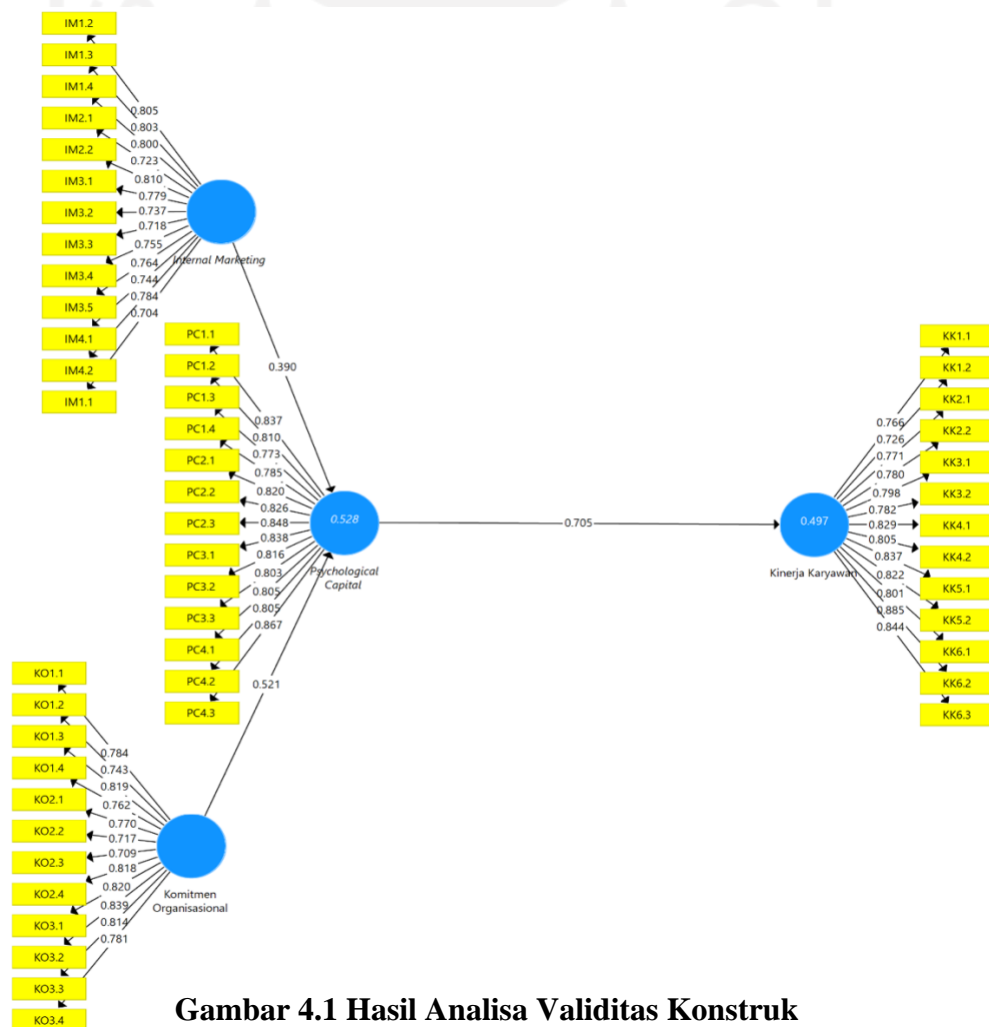 IM1.2
IM1.3
IM1.4
IM2.1
IM2.2
IM3.1
IM3.2
IM3.3
IM3.4
IM3.5
IM4.1
IM4.2
IM1.1
0.805
0.803
0.800
0.723
0.810
0.779
0.737
0.718
0.755
0.764
0.744
0.784
0.704
Internal Marketing
0.390
PC1.1
PC1.2
PC1.3
PC1.4
PC2.1
PC2.2
PC2.3
PC3.1
PC3.2
PC3.3
PC4.1
PC4.2
PC4.3
0.837
0.810
0.773
0.785
0.820
0.826
0.848
0.838
0.816
0.803
0.805
0.805
0.867
0.528
Psychological
Capital
0.705
0.497
Kinerja Karyawan
0.766
0.726
0.771
0.780
0.798
0.782
0.829
0.805
0.837
0.822
0.801
0.885
0.844
KK1.1
KK1.2
KK2.1
KK2.2
KK3.1
KK3.2
KK4.1
KK4.2
KK5.1
KK5.2
KK6.1
KK6.2
KK6.3
0.521
KO1.1
KO1.2
KO1.3
KO1.4
KO2.1
KO2.2
KO2.3
KO2.4
KO3.1
KO3.2
KO3.3
KO3.4
0.784
0.743
0.819
0.762
0.770
0.717
0.709
0.818
0.820
0.839
0.814
0.781
Komitmen
Organisasional
Gambar 4.1 Hasil Analisa Validitas Konstruk